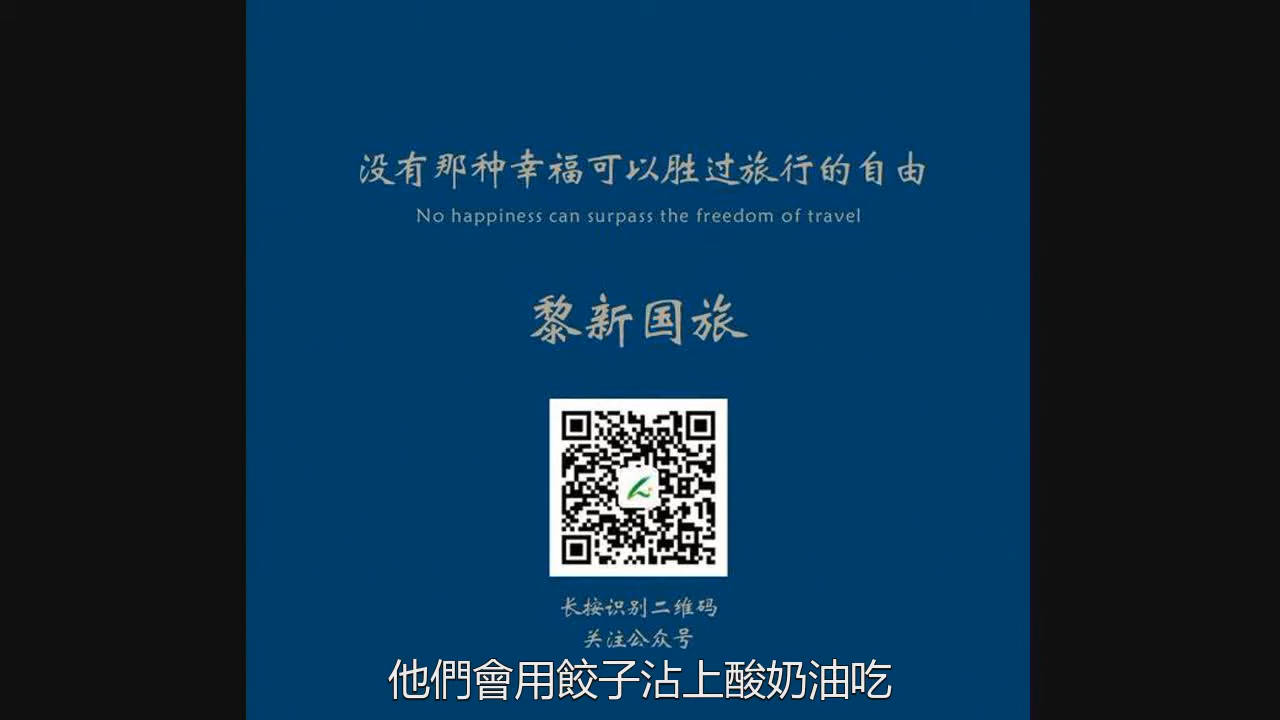 没有那种幸福可以胜过旅行的自由
No happiness can surpass the freedom of travel
黎新国旅
长按识别二维码
关注公众号
他們會用餃子沾上酸奶油吃